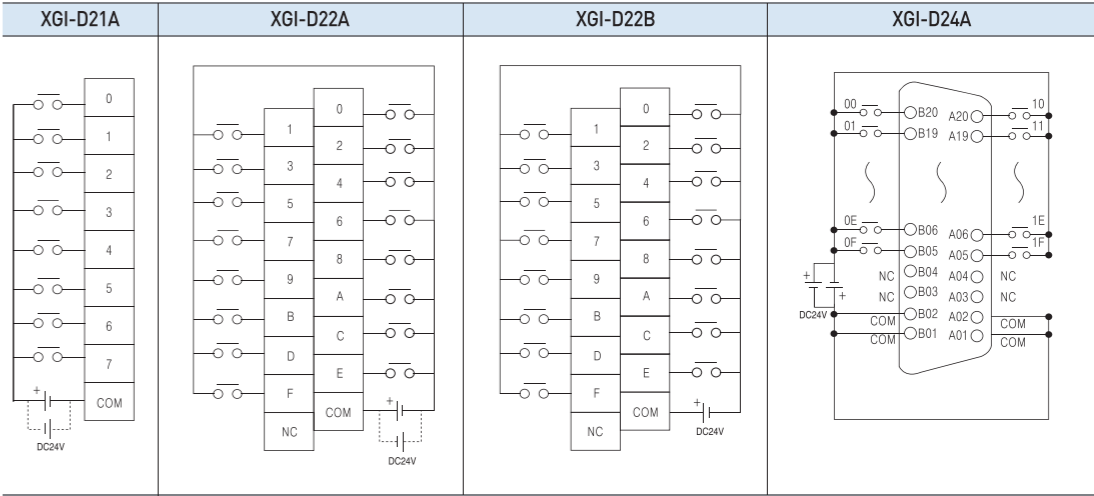 XGI-D21A
XGI-D22A
XGI-D22B
XGI-D24A
0
1
2
3
4
5
6
7
COM
+
DC24V
0
1
2
3
4
5
6
7
8
9
A
B
C
D
E
F
COM
NC
+
DC24V
0
1
2
3
4
5
6
7
8
9
A
B
C
D
E
F
COM
NC
+
DC24V
00 B20 A20 10
01 B19 A19 11
0E B06 A06 1E
0F B05 A05 1F
NC B04 A04 NC
NC B03 A03 NC
+
+
DC24V
COM B02 A02 COM
COM B01 A01 COM